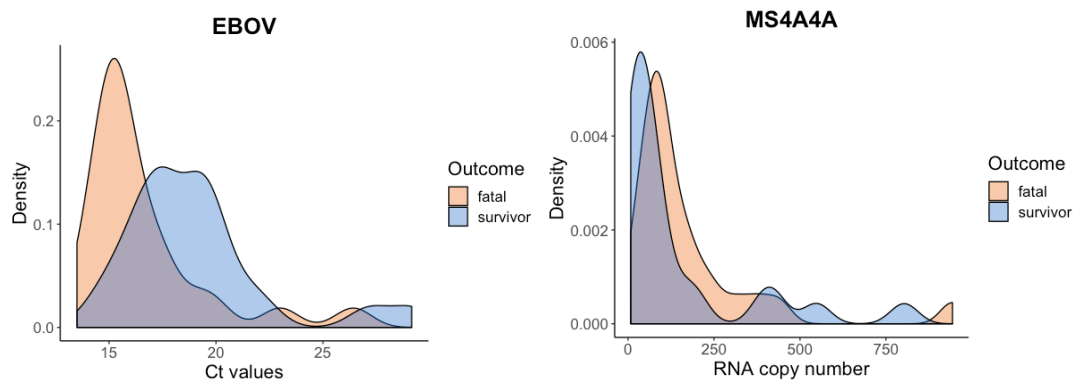 EBOV
Density
0.2
0.1
0.0
15 20 25
Ct values
Outcome
fatal
survivor
MS4A4A
Density
0.006
0.004
0.002
0.000
0 250 500 750
RNA copy number
Outcome
fatal
survivor